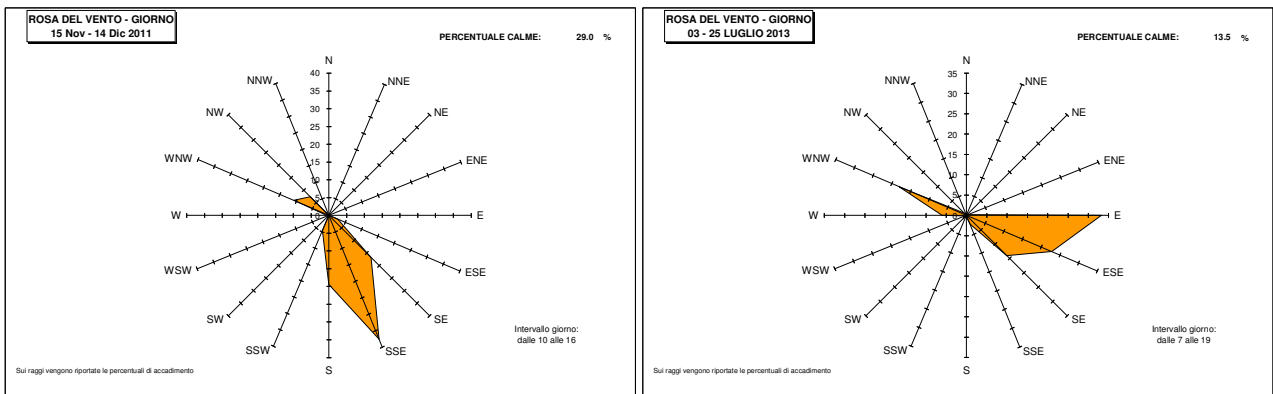 ROSA DEL VENTO - GIORNO
15 Nov - 14 Dic 2011
PERCENTUALE CALME: 29.0 %
N
40
35
30
25
20
15
10
5
0
NNW
NNE
NW
NE
WNW
ENE
W
E
WSW
ESE
SW
SE
SSW
SSE
S
Intervallo giorno:
dalle 10 alle 16
Sui raggi vengono riportate le percentuali di accadimento
ROSA DEL VENTO - GIORNO
03 - 25 LUGLIO 2013
PERCENTUALE CALME: 13.5 %
N
35
30
25
20
15
10
5
0
NNW
NNE
NW
NE
WNW
ENE
W
E
WSW
ESE
SW
SE
SSW
SSE
S
Intervallo giorno:
dalle 7 alle 19
Sui raggi vengono riportate le percentuali di accadimento